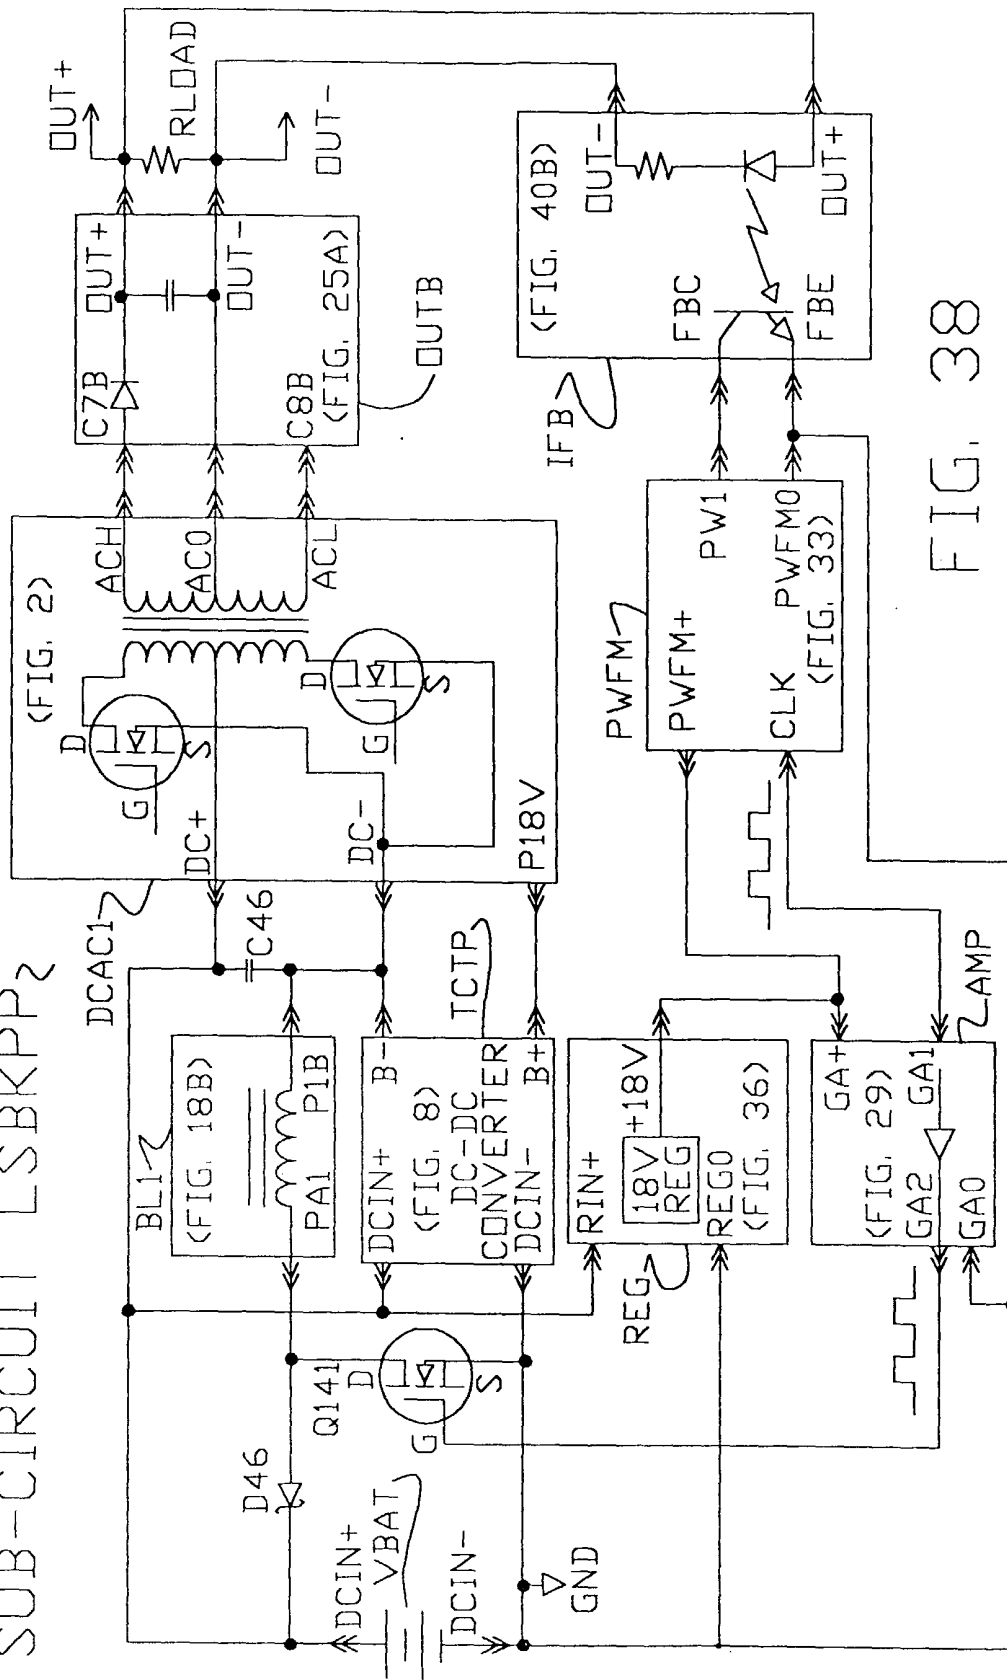 SUB-CIRCUIT LSBKPP
DCAC1
(FIG. 2)
D
G
S
D
G
S
DC+
DC-
P18V
ACH
AC0
ACL
C7B
OUT+
OUT-
C8B
(FIG. 25A)
OUTB
OUT+
RLOAD
OUT-
C46
BL1
(FIG. 18B)
PA1
P1B
TCTP
DCIN+
B-
(FIG. 8)
DC-DC
CONVERTER
DCIN-
B+
D46
Q141
D
G
S
DCIN+
VBAT
DCIN-
GND
REG
RIN+
18V
REG
+18V
REG0
(FIG. 36)
PWFM
PWFM+
PW1
CLK
PWFM0
(FIG. 33)
IFB
(FIG. 40B)
FBC
FBE
OUT-
OUT+
GA+
(FIG. 29)
GA2
GA1
GA0
AMP
FIG. 38